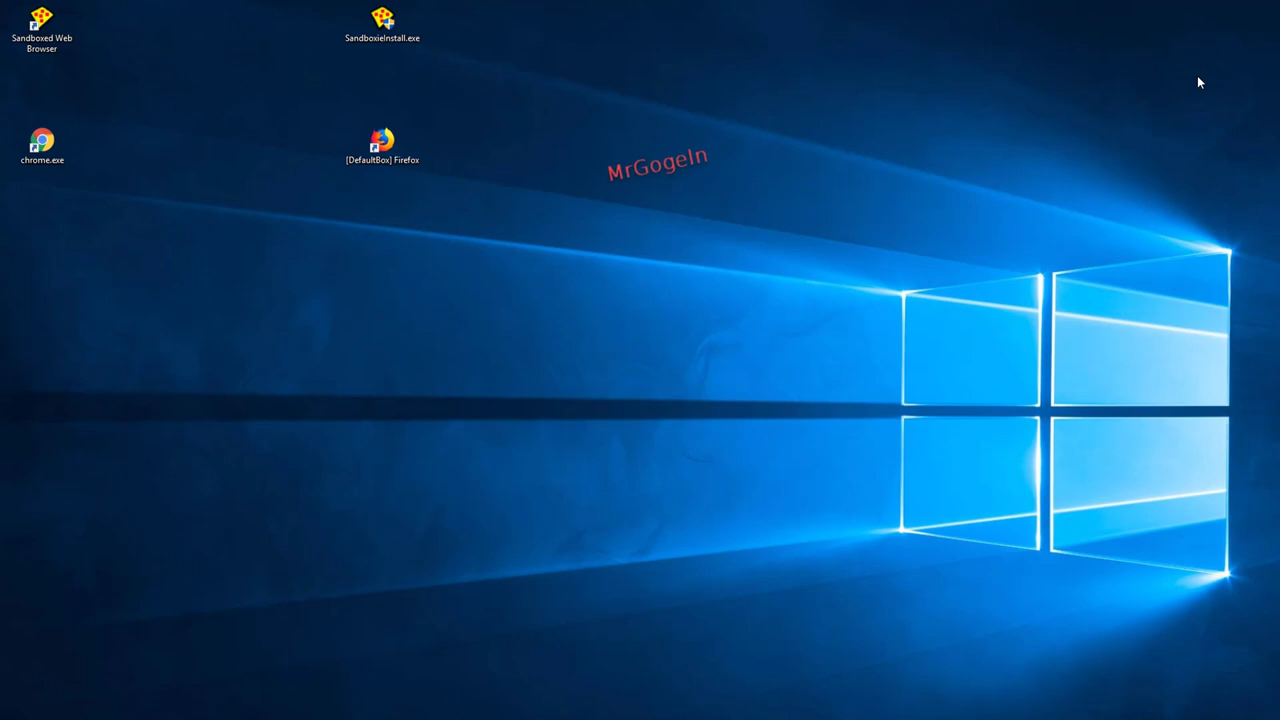 Sandboxed Web
Browser
SandboxieInstall.exe
chrome.exe
[DefaultBox] Firefox
MrGogeIn